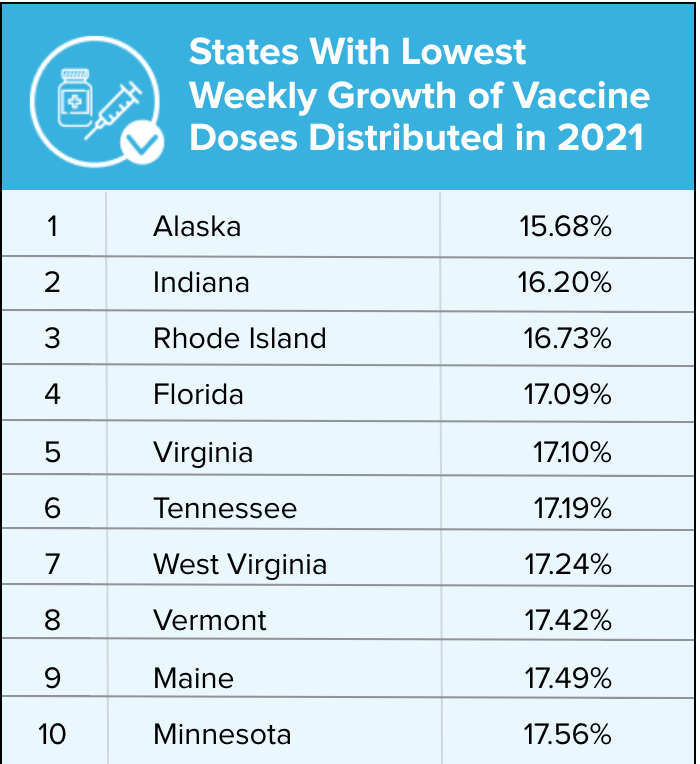 States With Lowest
Weekly Growth of Vaccine
Doses Distributed in 2021
1 Alaska 15.68%
2 Indiana 16.20%
3 Rhode Island 16.73%
4 Florida 17.09%
5 Virginia 17.10%
6 Tennessee 17.19%
7 West Virginia 17.24%
8 Vermont 17.42%
9 Maine 17.49%
10 Minnesota 17.56%